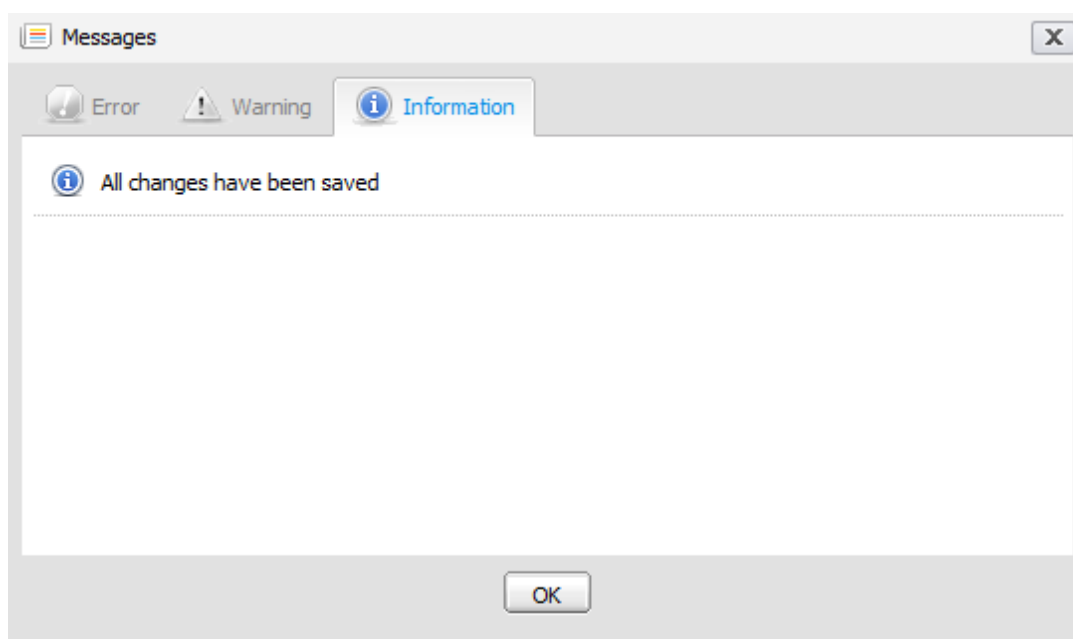 Messages
X
Error Warning Information
All changes have been saved
OK